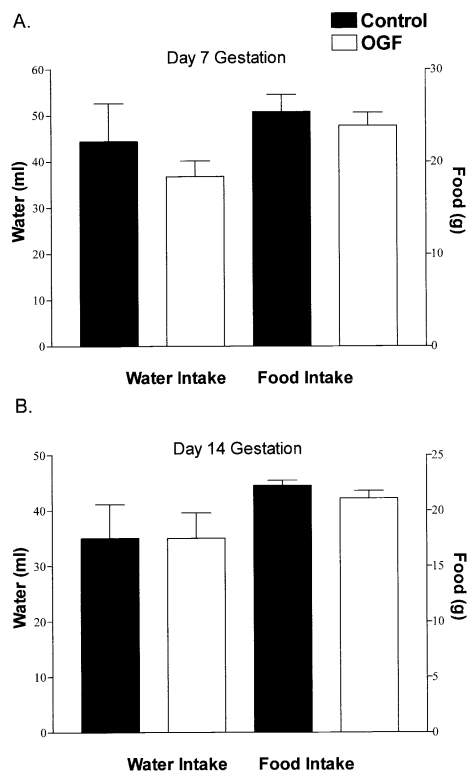 A.
Control
OGF
Day 7 Gestation
60
50
40
30
20
10
0
Water (ml)
30
20
10
0
Food (g)
Water Intake Food Intake
B.
Day 14 Gestation
50
40
30
20
10
0
Water (ml)
25
20
15
10
5
0
Food (g)
Water Intake Food Intake